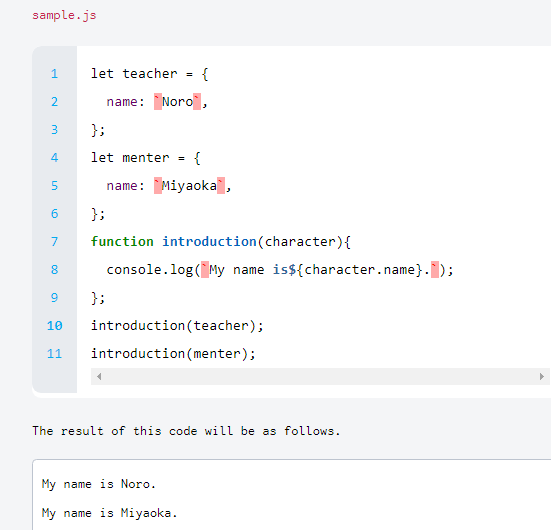 sample.js
1 let teacher = {
2 name: `Noro`,
3 };
4 let menter = {
5 name: `Miyaoka`,
6 };
7 function introduction(character){
8 console.log(`My name is${character.name}.`);
9 };
10 introduction(teacher);
11 introduction(menter);
The result of this code will be as follows.
My name is Noro.
My name is Miyaoka.